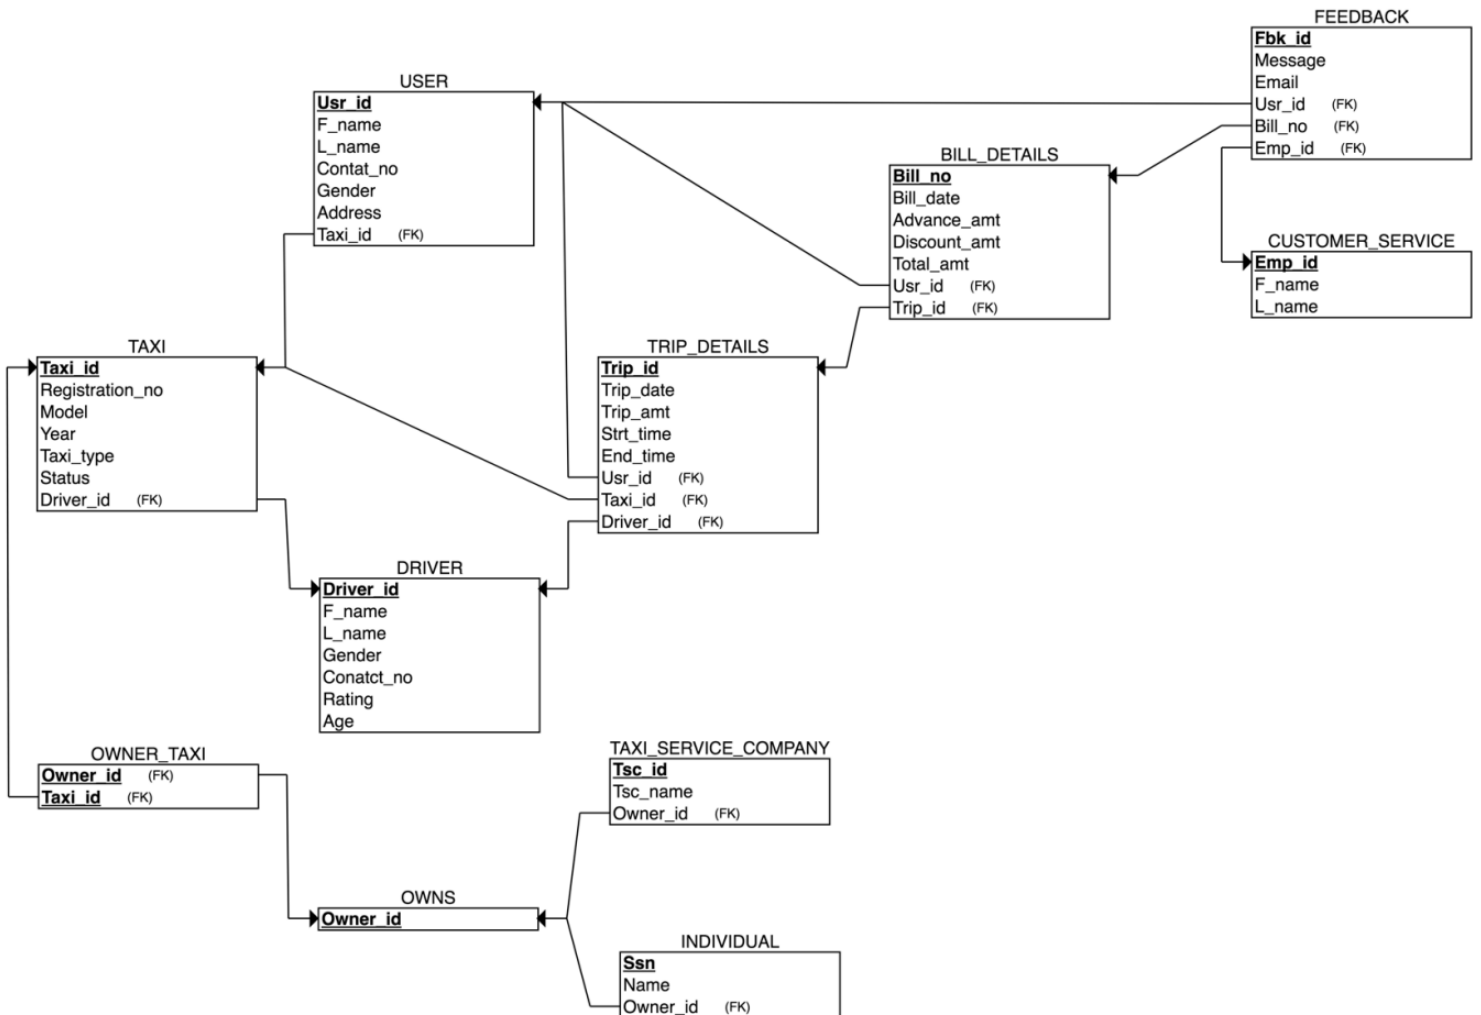 FEEDBACK
Fbk_id
Message
Email
Usr_id (FK)
Bill_no (FK)
Emp_id (FK)
USER
Usr_id
F_name
L_name
Contat_no
Gender
Address
Taxi_id (FK)
BILL_DETAILS
Bill_no
Bill_date
Advance_amt
Discount_amt
Total_amt
Usr_id (FK)
Trip_id (FK)
CUSTOMER_SERVICE
Emp_id
F_name
L_name
TAXI
Taxi_id
Registration_no
Model
Year
Taxi_type
Status
Driver_id (FK)
TRIP_DETAILS
Trip_id
Trip_date
Trip_amt
Strt_time
End_time
Usr_id (FK)
Taxi_id (FK)
Driver_id (FK)
DRIVER
Driver_id
F_name
L_name
Gender
Conatct_no
Rating
Age
OWNER_TAXI
Owner_id (FK)
Taxi_id (FK)
TAXI_SERVICE_COMPANY
Tsc_id
Tsc_name
Owner_id (FK)
OWNS
Owner_id
INDIVIDUAL
Ssn
Name
Owner_id (FK)